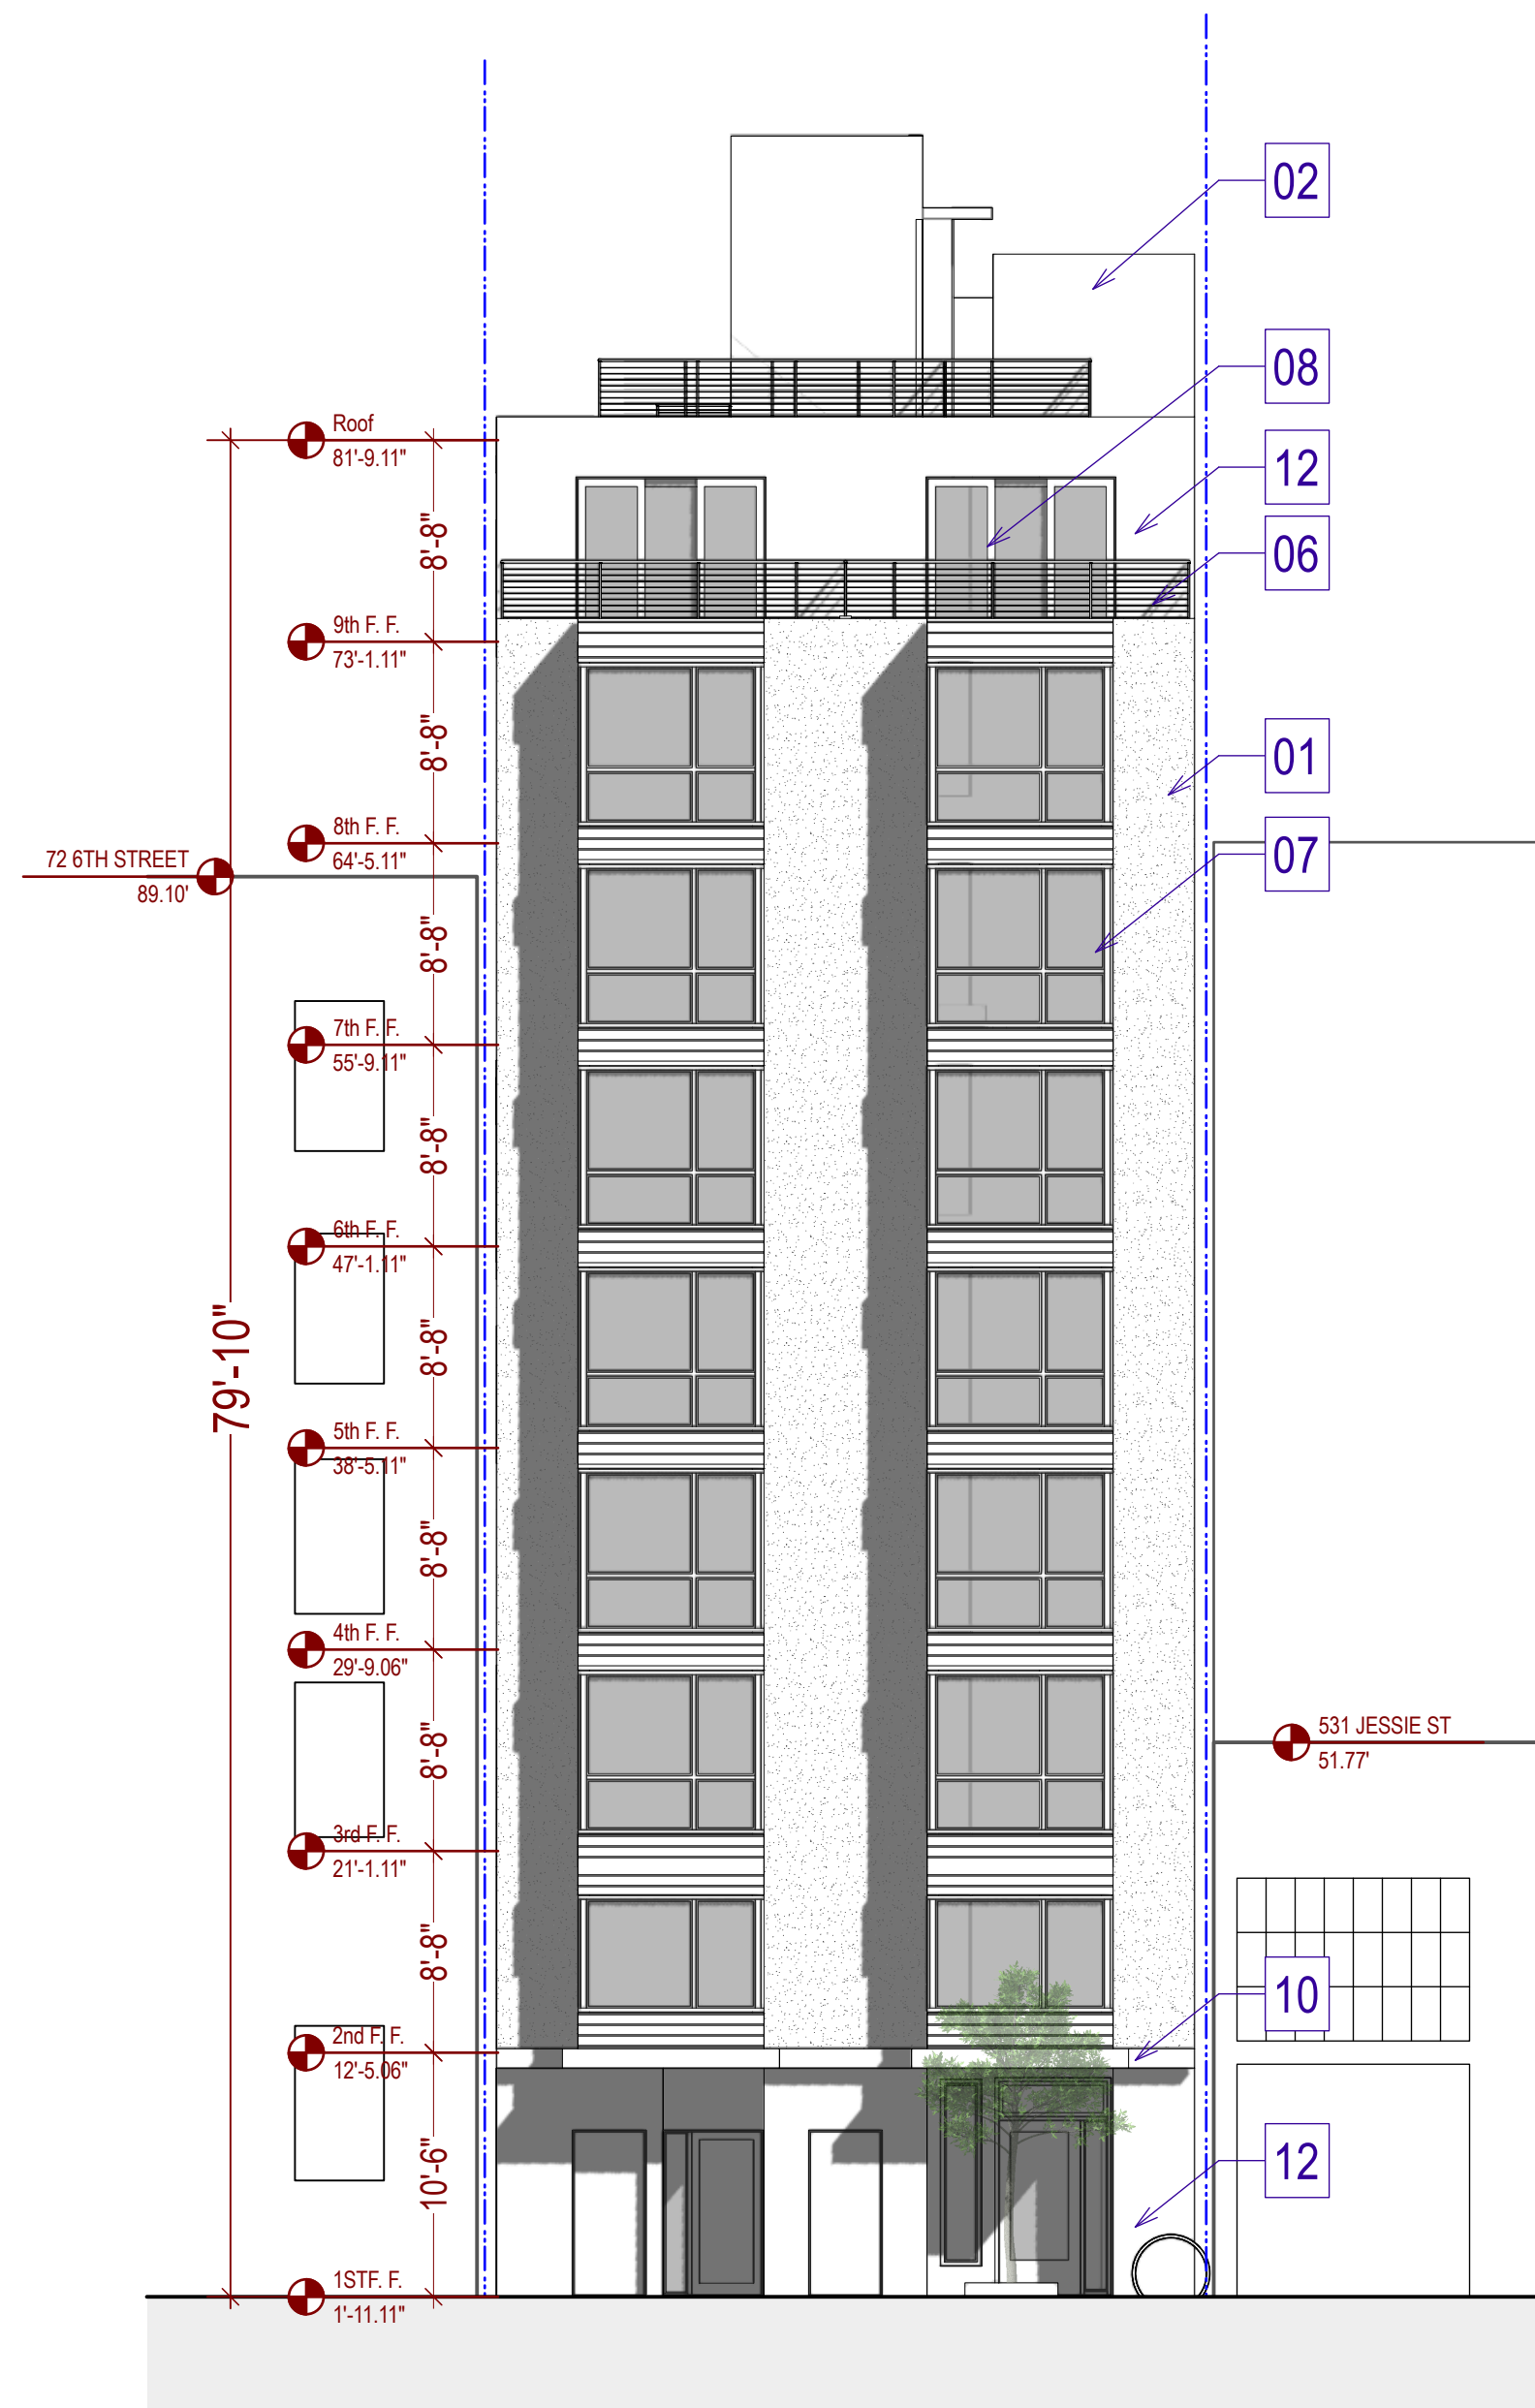 02
08
Roof
81'-9.11"
12
8'-8"
06
9th F. F.
73'-1.11"
8'-8"
01
8th F. F.
64'-5.11"
72 6TH STREET
89.10'
07
8'-8"
7th F. F.
55'-9.11"
8'-8"
6th F. F.
47'-1.11"
79'-10"
8'-8"
5th F. F.
38'-5.11"
8'-8"
4th F. F.
29'-9.06"
531 JESSIE ST
51.77'
8'-8"
3rd F. F.
21'-1.11"
8'-8"
10
2nd F. F.
12'-5.06"
12
10'-6"
1STF. F.
1'-11.11"